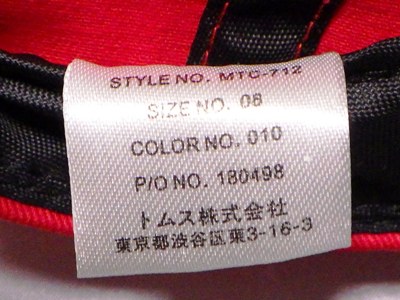 STYLE NO. MTC-712
SIZE NO. 08
COLOR NO. 010
P/O NO. 180498
トムス株式会社
東京都渋谷区東3-16-3